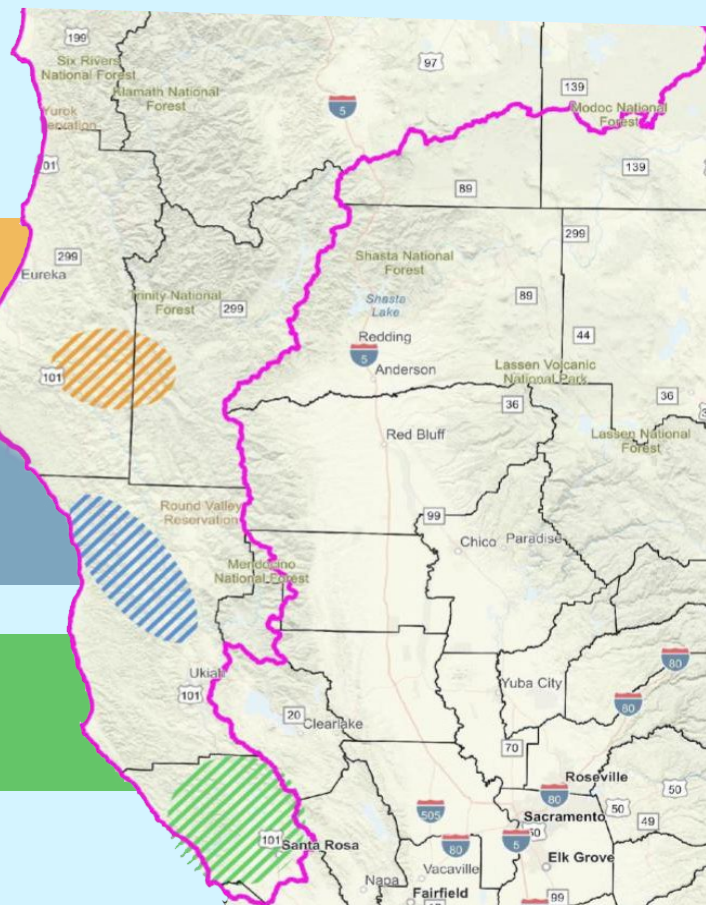 199
97
Six Rivers
National Forest
Klamath National
Forest
139
5
Modoc National
Forest
Yurok
Reservation
101
139
89
299
299
Shasta National
Forest
Eureka
Trinity National
Forest
299
Shasta
Lake
89
44
Redding
5
Anderson
Lassen Volcanic
National Park
101
36
36
Red Bluff
Lassen National
Forest
Round Valley
Reservation
99
Chico
Paradise
Mendocino
National Forest
80
Ukiah
Yuba City
101
80
20
Clearlake
70
Roseville
50
80
505
50
Sacramento
49
101
Santa Rosa
80
5
50
Elk Grove
Vacaville
Napa
Fairfield
99